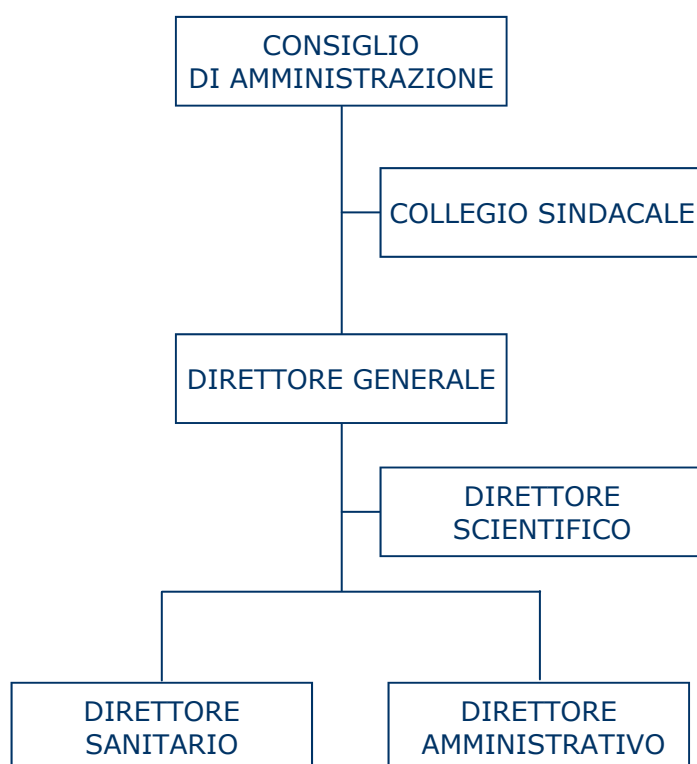 CONSIGLIO
DI AMMINISTRAZIONE
COLLEGIO SINDACALE
DIRETTORE GENERALE
DIRETTORE
SCIENTIFICO
DIRETTORE
SANITARIO
DIRETTORE
AMMINISTRATIVO